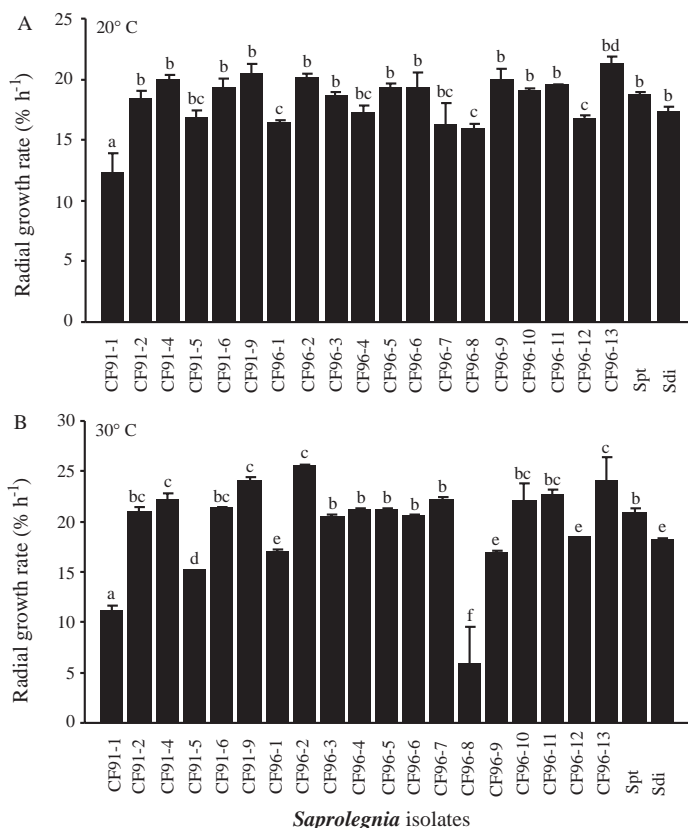 A
20° C
Radial growth rate (% h⁻¹)
25
20
15
10
5
0
a b b bc b b c b b bc b b bc c b b b c bd b b
CF91-1 CF91-2 CF91-4 CF91-5 CF91-6 CF91-9 CF96-1 CF96-2 CF96-3 CF96-4 CF96-5 CF96-6 CF96-7 CF96-8 CF96-9 CF96-10 CF96-11 CF96-12 CF96-13 Spt Sdi
B
30° C
Radial growth rate (% h⁻¹)
30
25
20
15
10
5
0
a bc c d bc c e c b b b b bc f e bc bc e c b e
CF91-1 CF91-2 CF91-4 CF91-5 CF91-6 CF91-9 CF96-1 CF96-2 CF96-3 CF96-4 CF96-5 CF96-6 CF96-7 CF96-8 CF96-9 CF96-10 CF96-11 CF96-12 CF96-13 Spt Sdi
Saprolegnia isolates